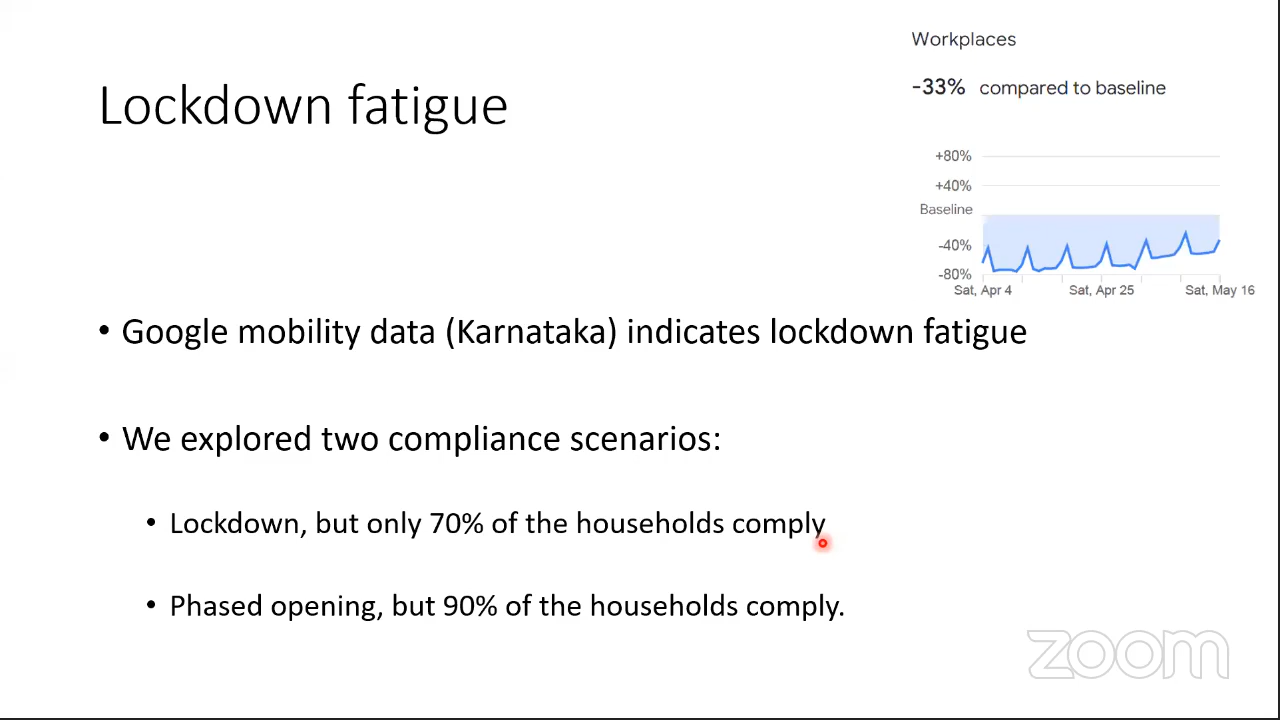 Workplaces
-33% compared to baseline
Lockdown fatigue
+80%
+40%
Baseline
-40%
-80%
Sat, Apr 4 Sat, Apr 25 Sat, May 16
• Google mobility data (Karnataka) indicates lockdown fatigue
• We explored two compliance scenarios:
• Lockdown, but only 70% of the households comply
• Phased opening, but 90% of the households comply.
zoom